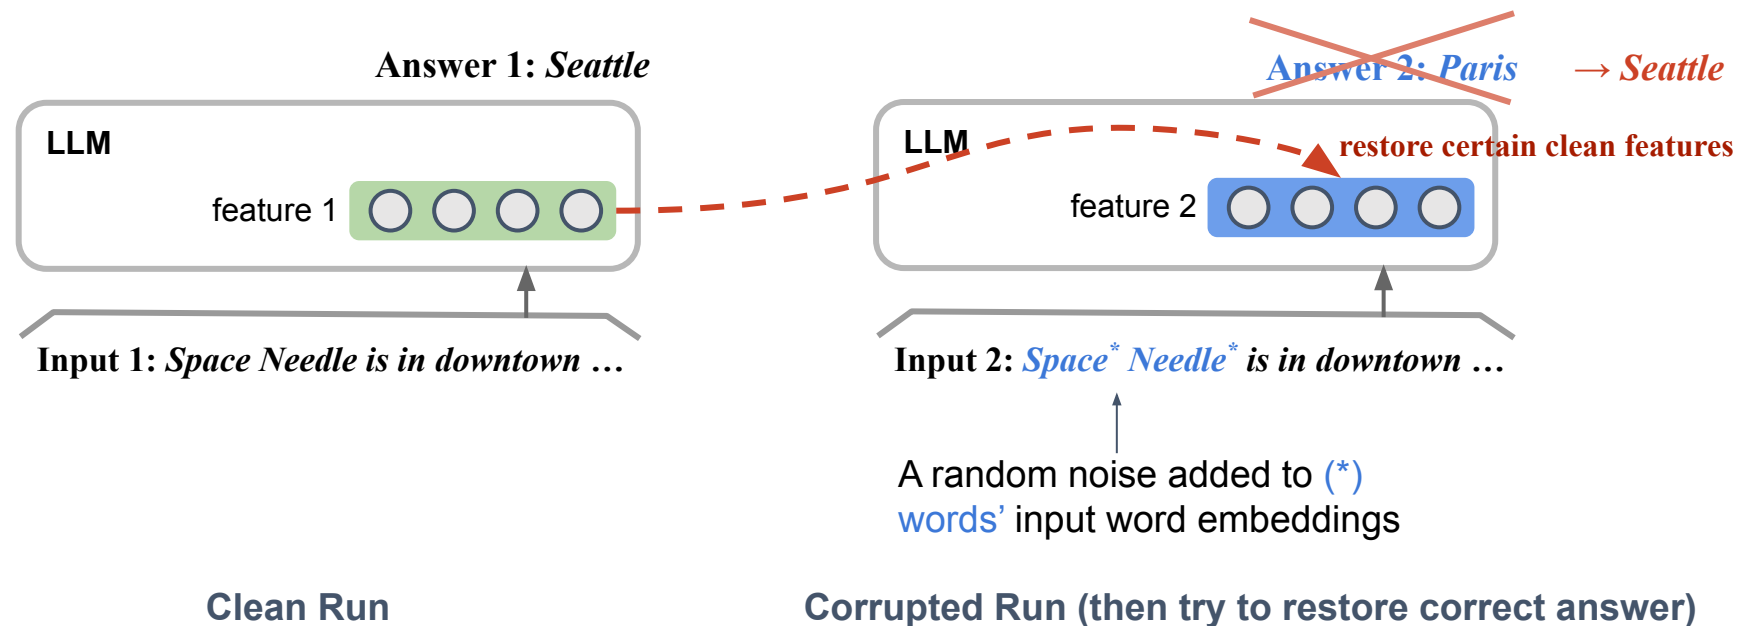 Answer 1: Seattle
LLM
feature 1
Input 1: Space Needle is in downtown …
Clean Run
Answer 2: Paris → Seattle
LLM
restore certain clean features
feature 2
Input 2: Space* Needle* is in downtown …
A random noise added to (*)
words’ input word embeddings
Corrupted Run (then try to restore correct answer)